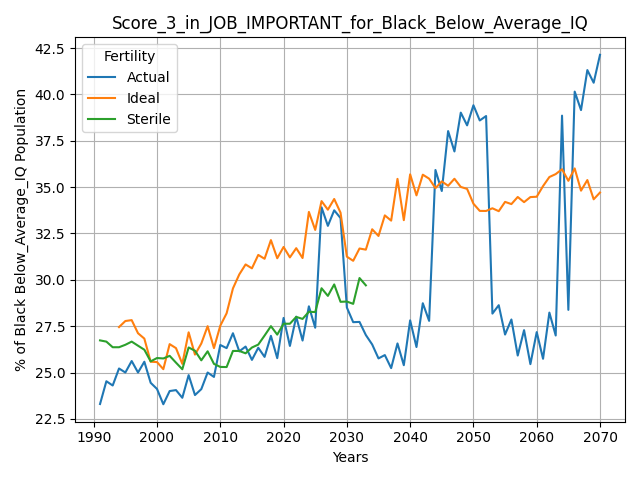 Score_3_in_JOB_IMPORTANT_for_Black_Below_Average_IQ
% of Black Below_Average_IQ Population
42.5
40.0
37.5
35.0
32.5
30.0
27.5
25.0
22.5
Fertility
Actual
Ideal
Sterile
1990 2000 2010 2020 2030 2040 2050 2060 2070
Years